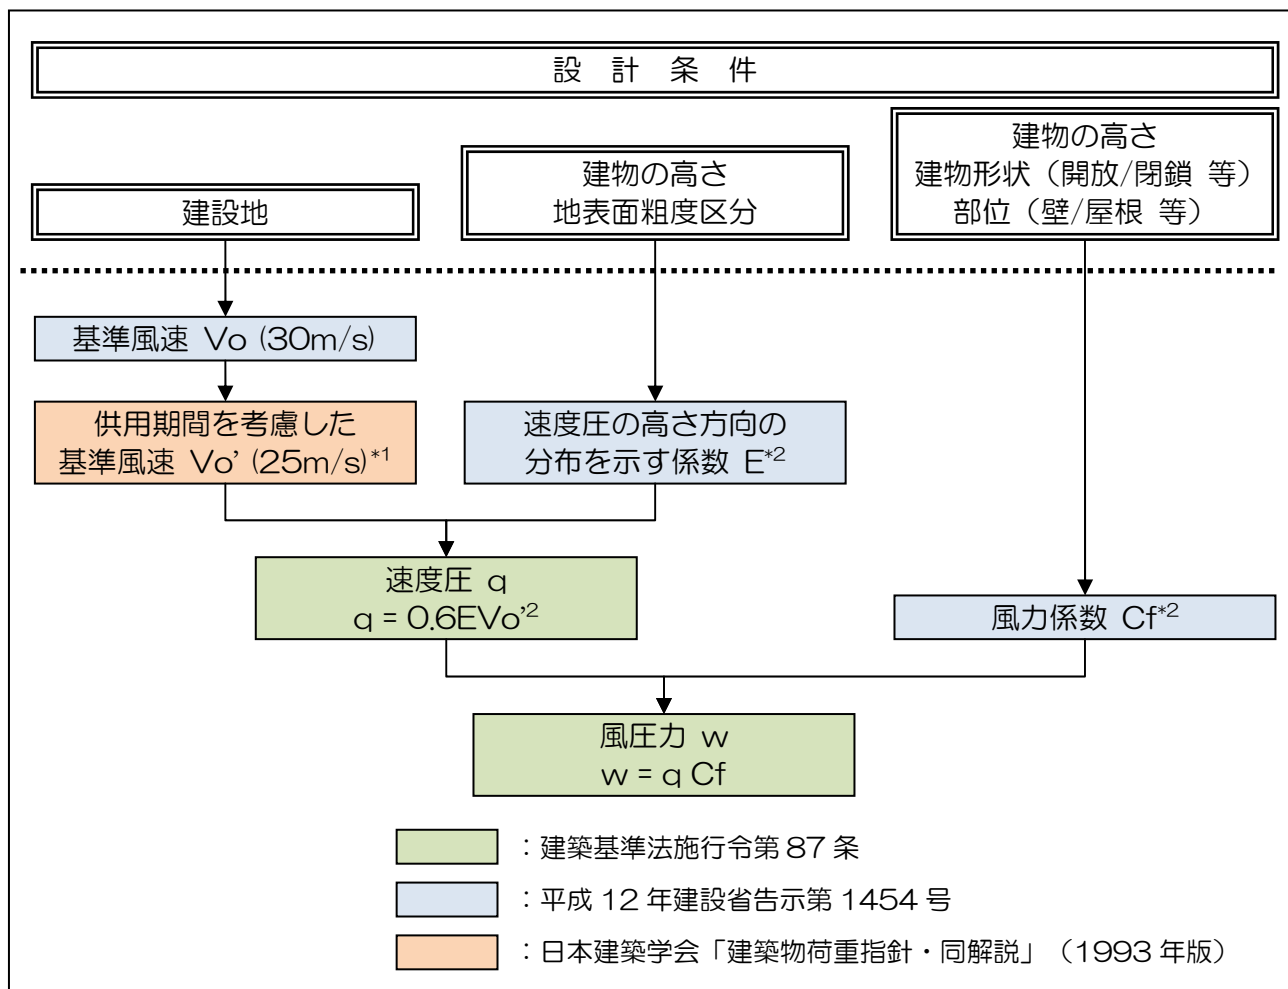 設 計 条 件
建設地
建物の高さ
地表面粗度区分
建物の高さ
建物形状（開放/閉鎖 等）
部位（壁/屋根 等）
基準風速 Vo (30m/s)
供用期間を考慮した
基準風速 Vo' (25m/s)*1
速度圧の高さ方向の
分布を示す係数 E*2
速度圧 q
q = 0.6EVo'2
風力係数 Cf*2
風圧力 w
w = q Cf
：建築基準法施行令第 87 条
：平成 12 年建設省告示第 1454 号
：日本建築学会「建築物荷重指針・同解説」（1993 年版）